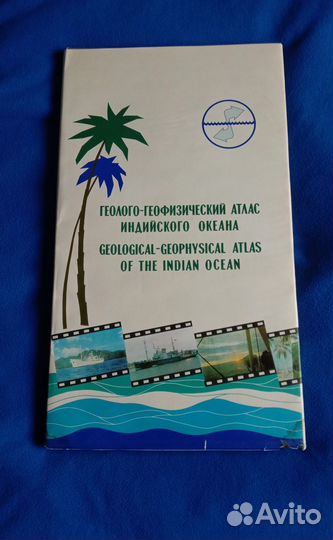 ГЕОЛОГО-ГЕОФИЗИЧЕСКИЙ АТЛАС
ИНДИЙСКОГО ОКЕАНА
GEOLOGICAL-GEOPHYSICAL ATLAS
OF THE INDIAN OCEAN
Avito